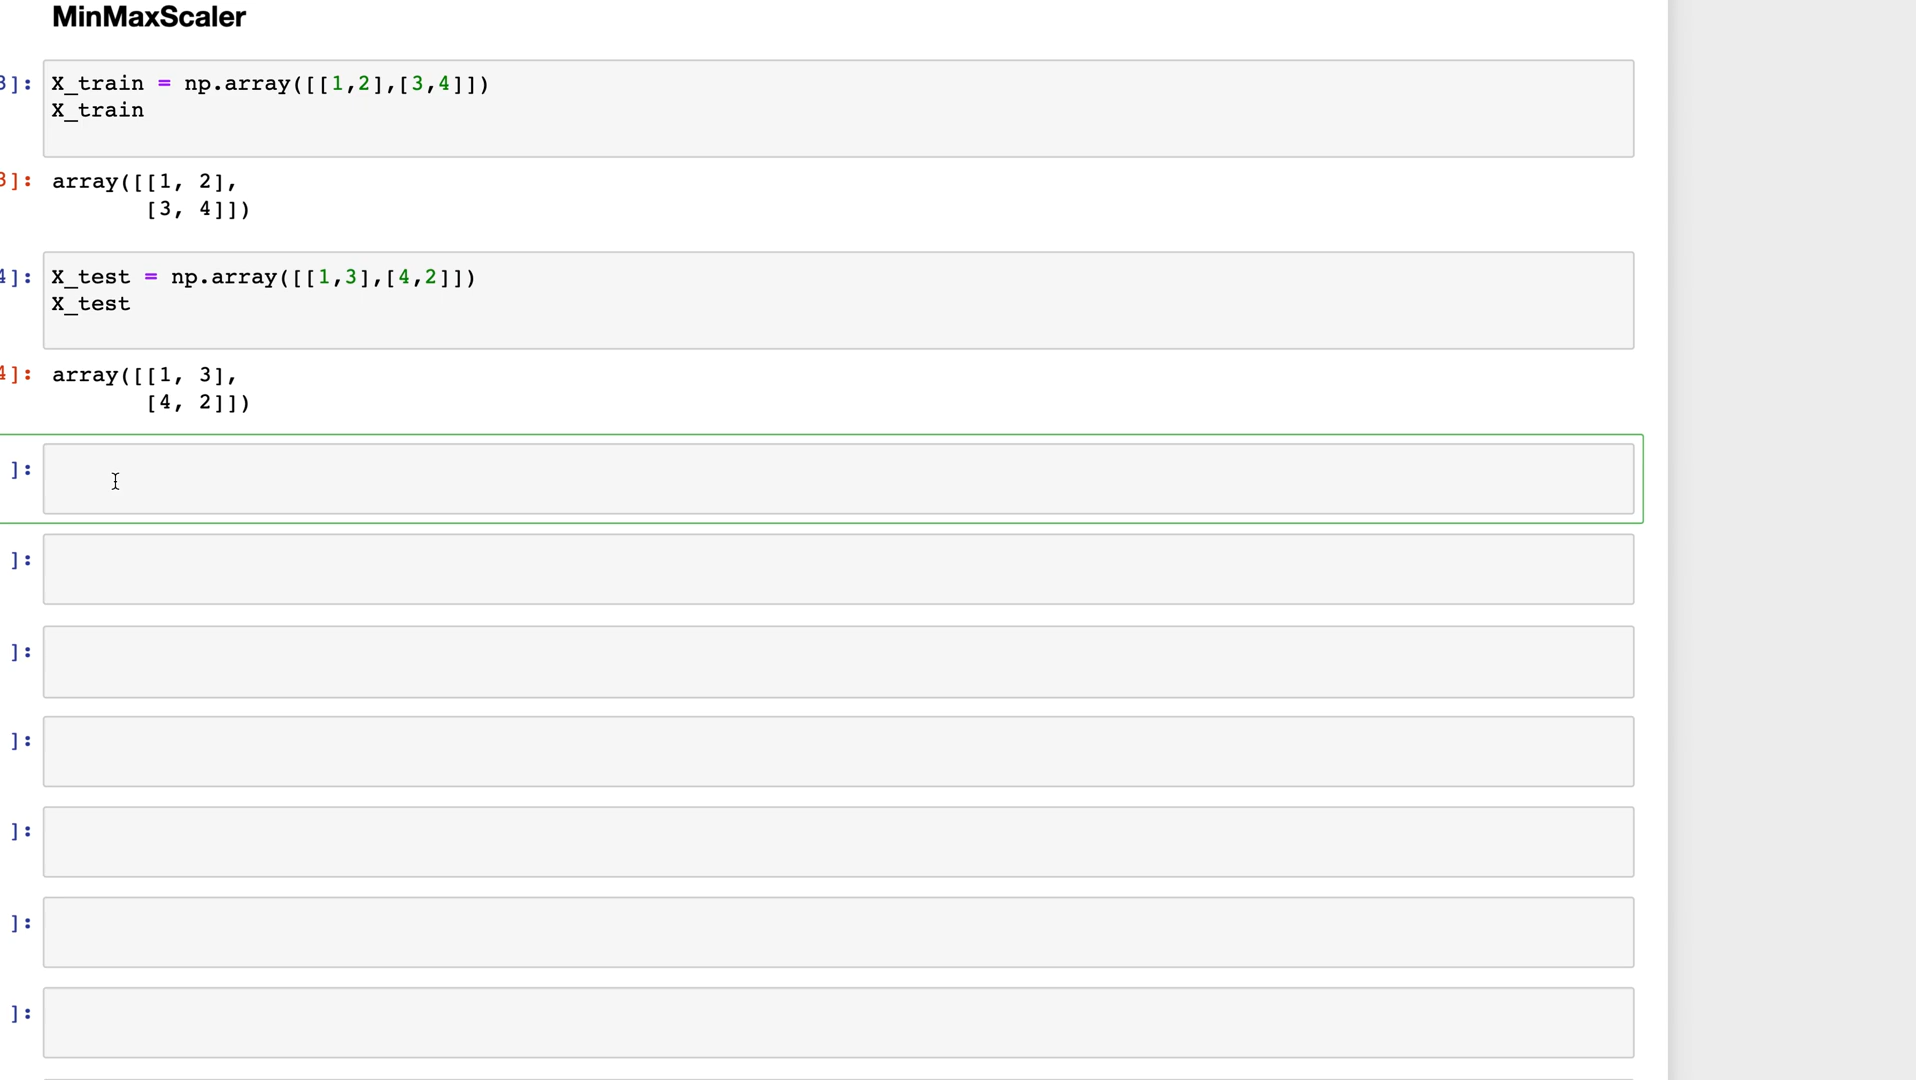 MinMaxScaler
3]: X_train = np.array([[1,2],[3,4]])
X_train
3]: array([[1, 2],
[3, 4]])
4]: X_test = np.array([[1,3],[4,2]])
X_test
4]: array([[1, 3],
[4, 2]])
]:
]:
]:
]:
]:
]:
]: